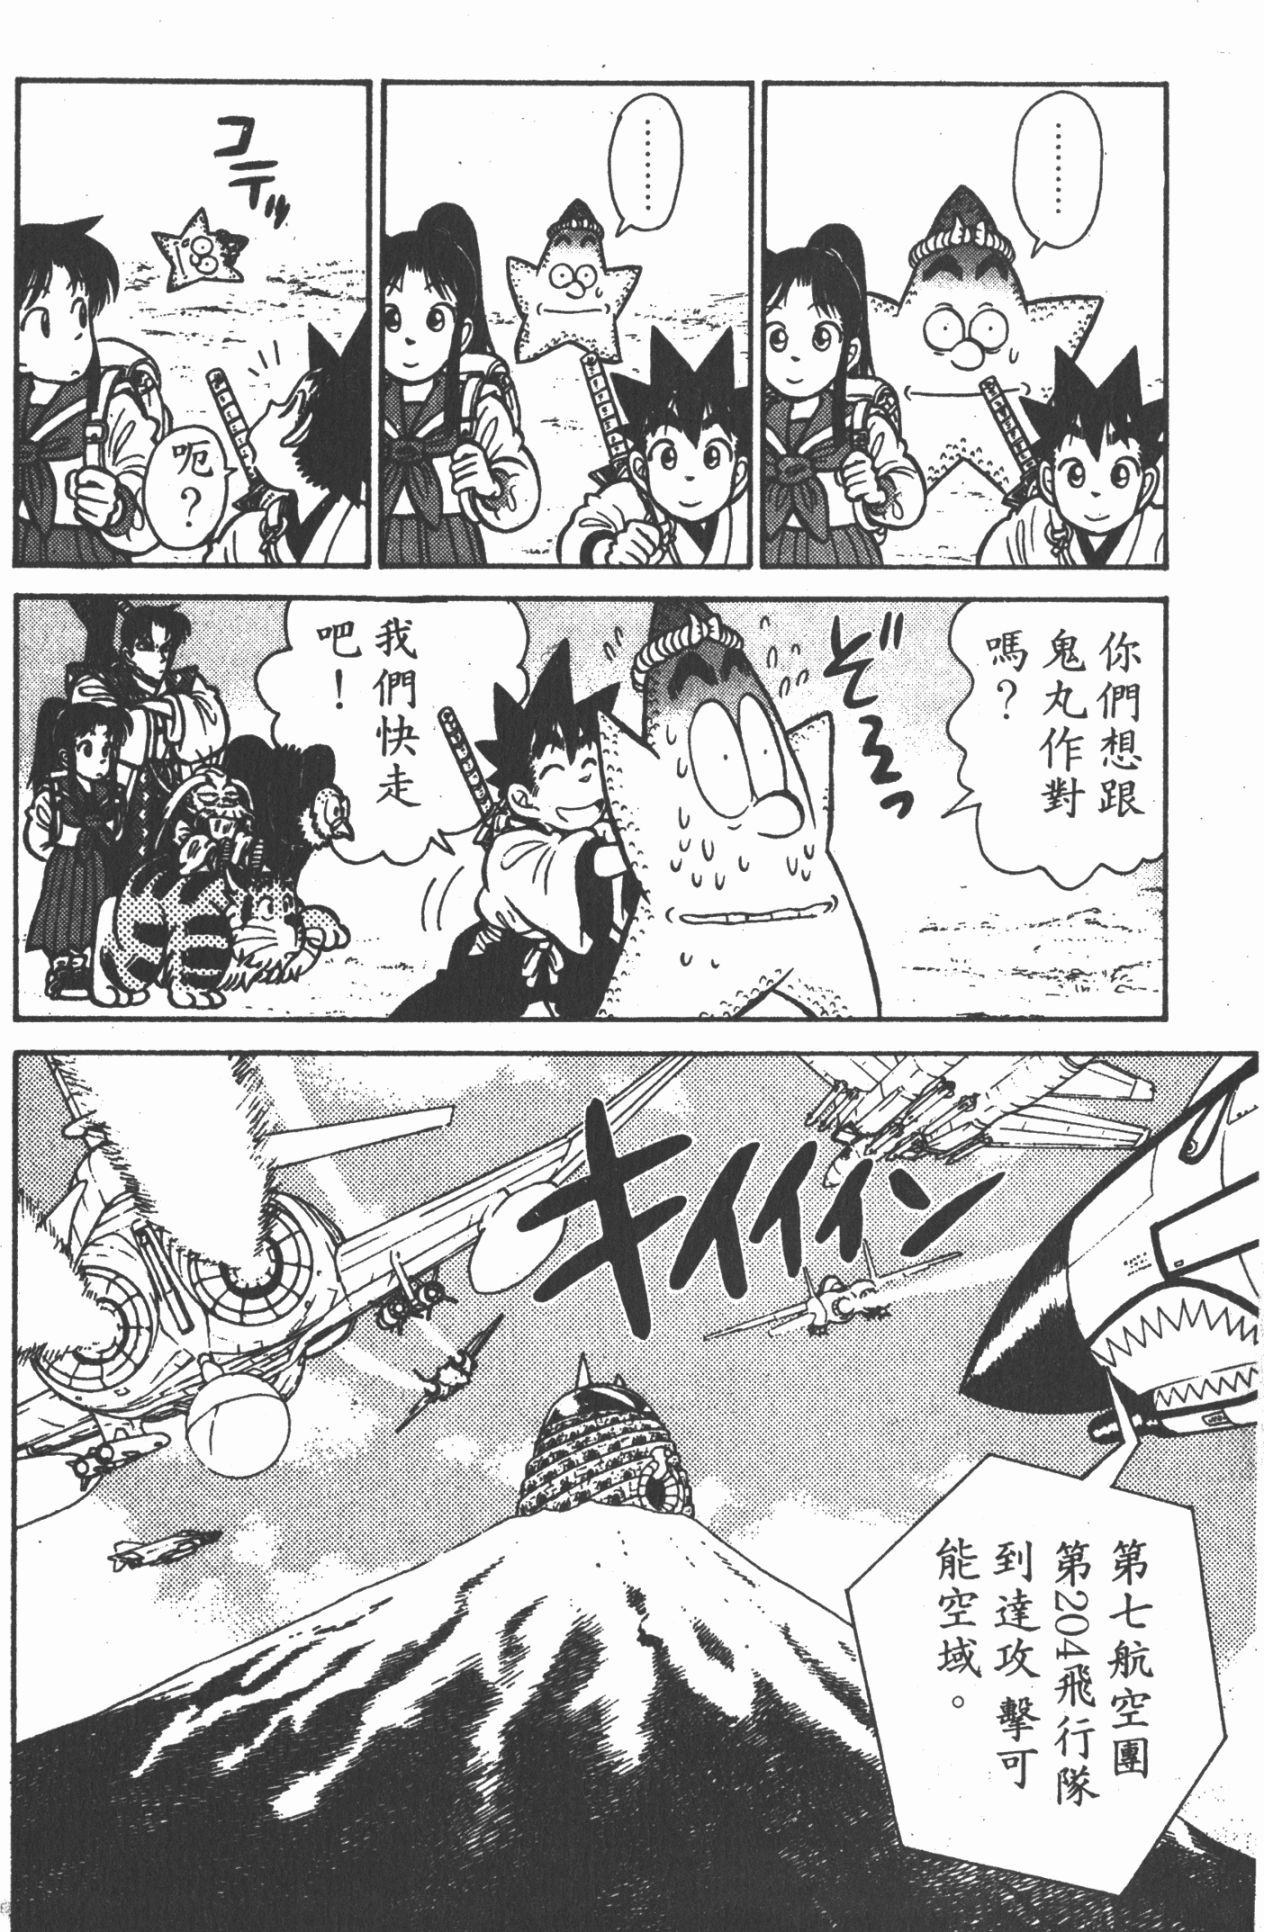 ………
………
コテッ
呃？
你們想跟
鬼丸作對
嗎？
ぞぞ～っ
我們快走
吧！
キイイイン
第七航空團
第204飛行隊
到達攻擊可
能空域。